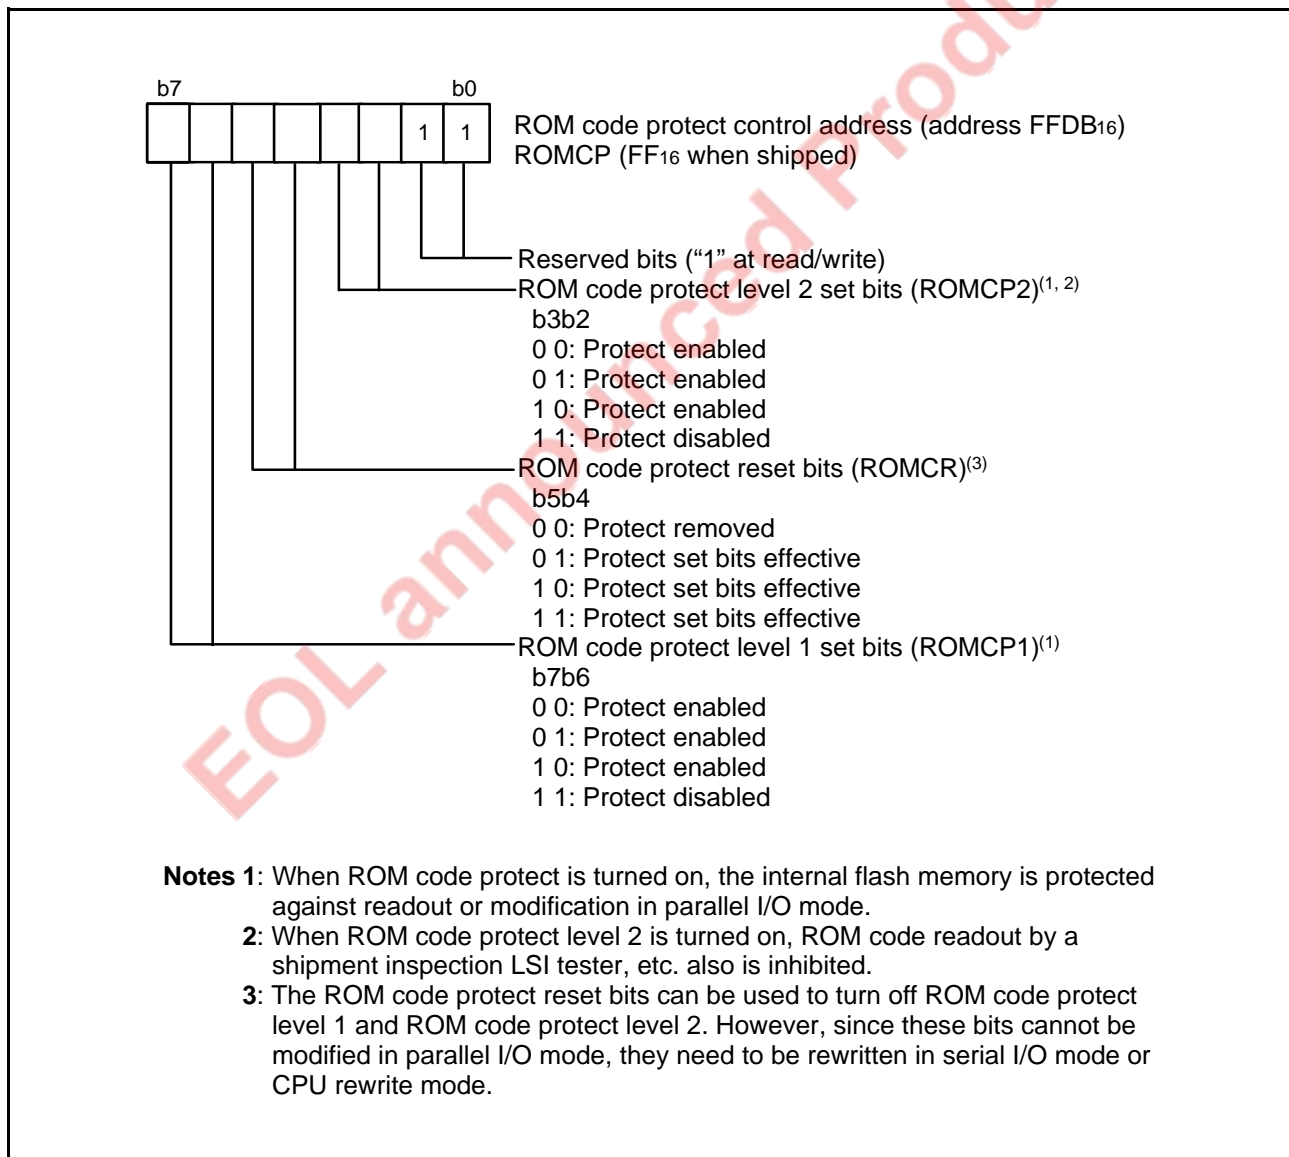 b7 b0
1 1
ROM code protect control address (address FFDB16)
ROMCP (FF16 when shipped)
Reserved bits (“1” at read/write)
ROM code protect level 2 set bits (ROMCP2)(1, 2)
b3b2
0 0: Protect enabled
0 1: Protect enabled
1 0: Protect enabled
1 1: Protect disabled
ROM code protect reset bits (ROMCR)(3)
b5b4
0 0: Protect removed
0 1: Protect set bits effective
1 0: Protect set bits effective
1 1: Protect set bits effective
ROM code protect level 1 set bits (ROMCP1)(1)
b7b6
0 0: Protect enabled
0 1: Protect enabled
1 0: Protect enabled
1 1: Protect disabled
Notes 1: When ROM code protect is turned on, the internal flash memory is protected
against readout or modification in parallel I/O mode.
2: When ROM code protect level 2 is turned on, ROM code readout by a
shipment inspection LSI tester, etc. also is inhibited.
3: The ROM code protect reset bits can be used to turn off ROM code protect
level 1 and ROM code protect level 2. However, since these bits cannot be
modified in parallel I/O mode, they need to be rewritten in serial I/O mode or
CPU rewrite mode.
EOL announced Produ